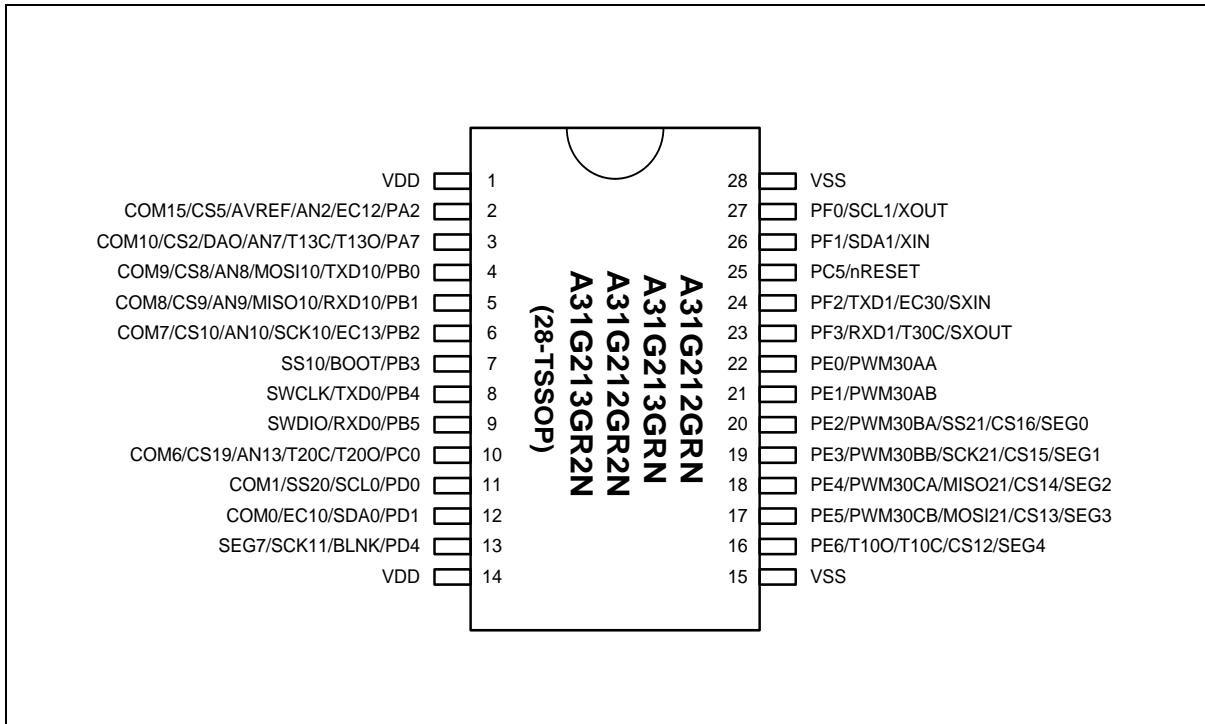 VDD 1
COM15/CS5/AVREF/AN2/EC12/PA2 2
COM10/CS2/DAO/AN7/T13C/T13O/PA7 3
COM9/CS8/AN8/MOSI10/TXD10/PB0 4
COM8/CS9/AN9/MISO10/RXD10/PB1 5
COM7/CS10/AN10/SCK10/EC13/PB2 6
SS10/BOOT/PB3 7
SWCLK/TXD0/PB4 8
SWDIO/RXD0/PB5 9
COM6/CS19/AN13/T20C/T20O/PC0 10
COM1/SS20/SCL0/PD0 11
COM0/EC10/SDA0/PD1 12
SEG7/SCK11/BLNK/PD4 13
VDD 14
A31G212GRN
A31G213GRN
A31G212GR2N
A31G213GR2N
(28-TSSOP)
28 VSS
27 PF0/SCL1/XOUT
26 PF1/SDA1/XIN
25 PC5/nRESET
24 PF2/TXD1/EC30/SXIN
23 PF3/RXD1/T30C/SXOUT
22 PE0/PWM30AA
21 PE1/PWM30AB
20 PE2/PWM30BA/SS21/CS16/SEG0
19 PE3/PWM30BB/SCK21/CS15/SEG1
18 PE4/PWM30CA/MISO21/CS14/SEG2
17 PE5/PWM30CB/MOSI21/CS13/SEG3
16 PE6/T10O/T10C/CS12/SEG4
15 VSS